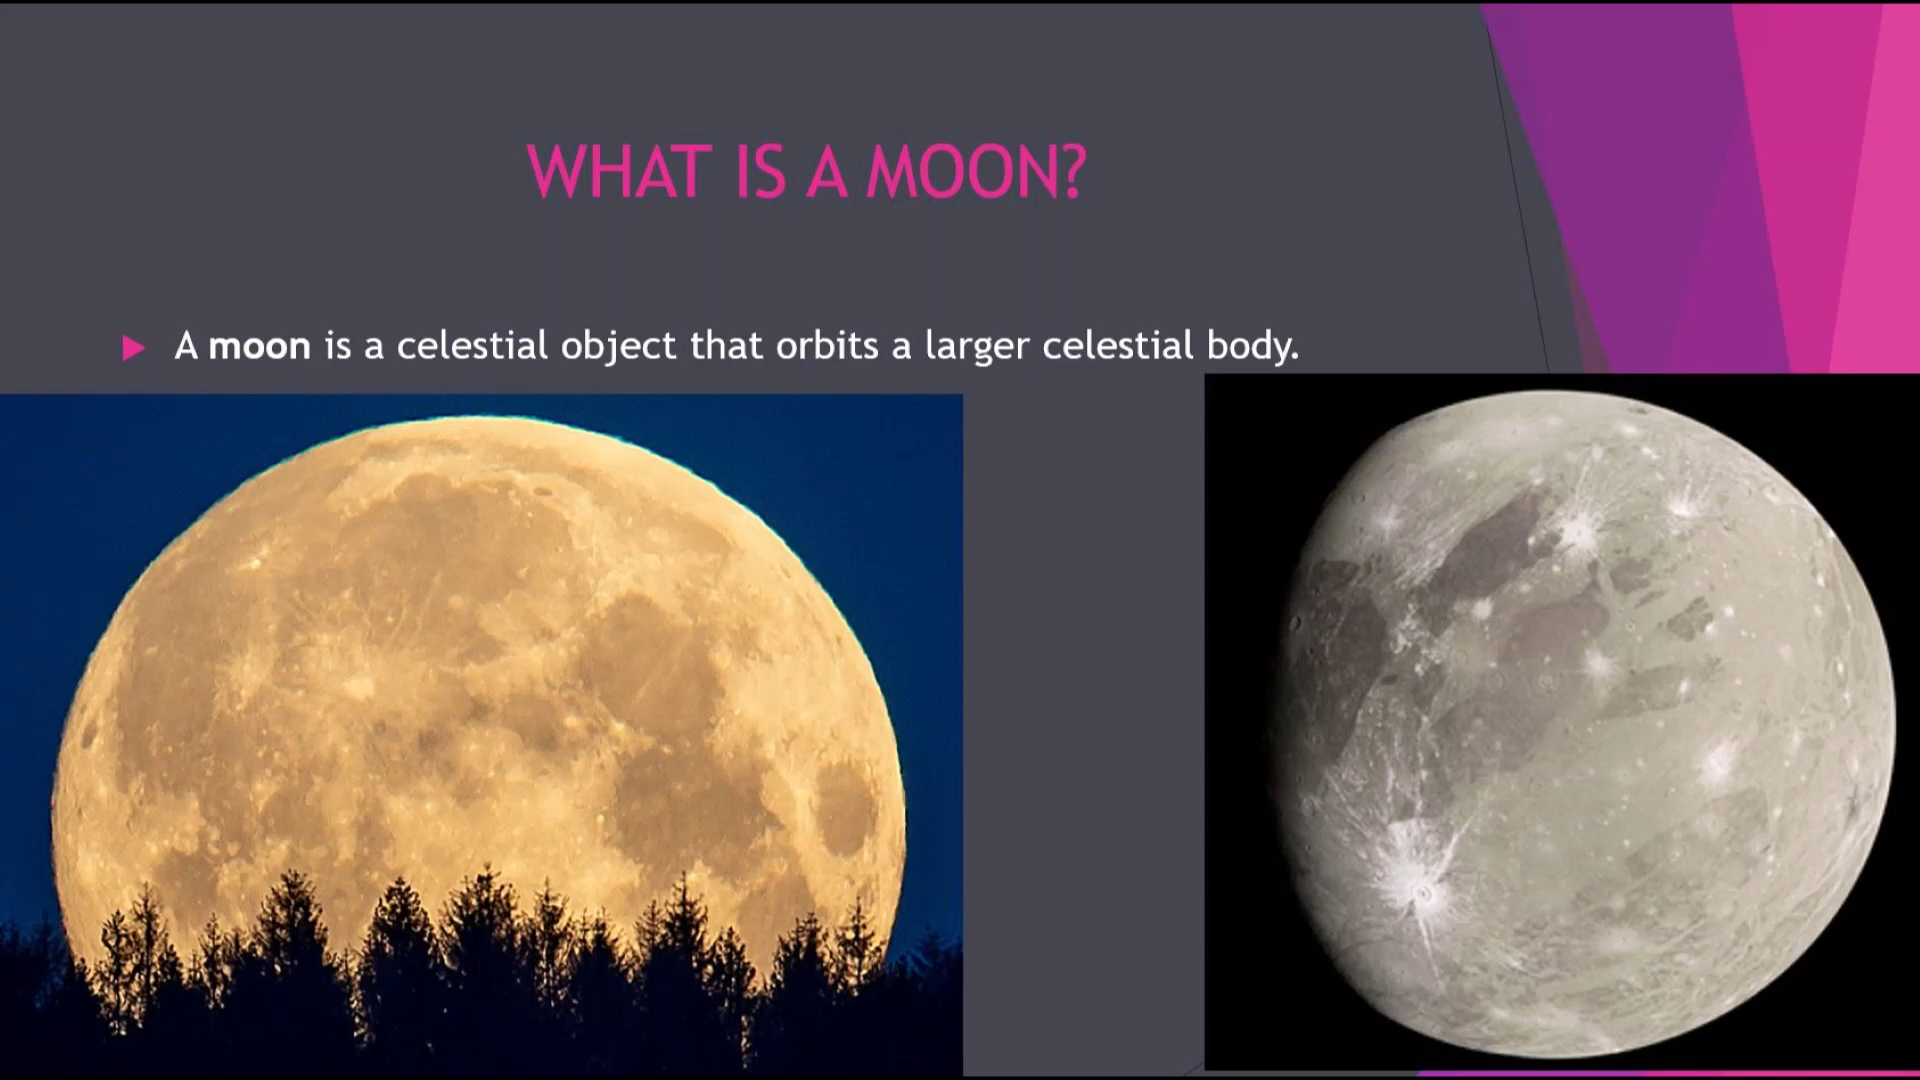 WHAT IS A MOON?
A moon is a celestial object that orbits a larger celestial body.